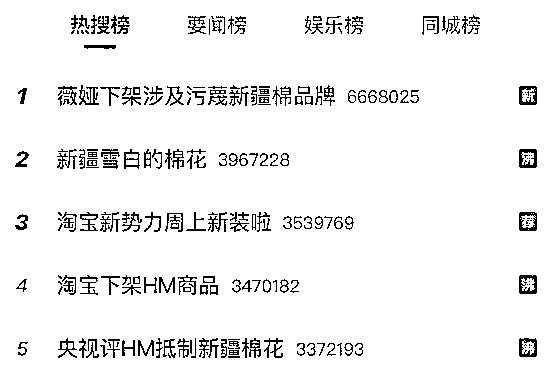 热搜榜 要闻榜 娱乐榜 同城榜
1 薇娅下架涉及污蔑新疆棉品牌 6668025 新
2 新疆雪白的棉花 3967228 沸
3 淘宝新势力周上新装啦 3539769 荐
4 淘宝下架HM商品 3470182 沸
5 央视评HM抵制新疆棉花 3372193 沸